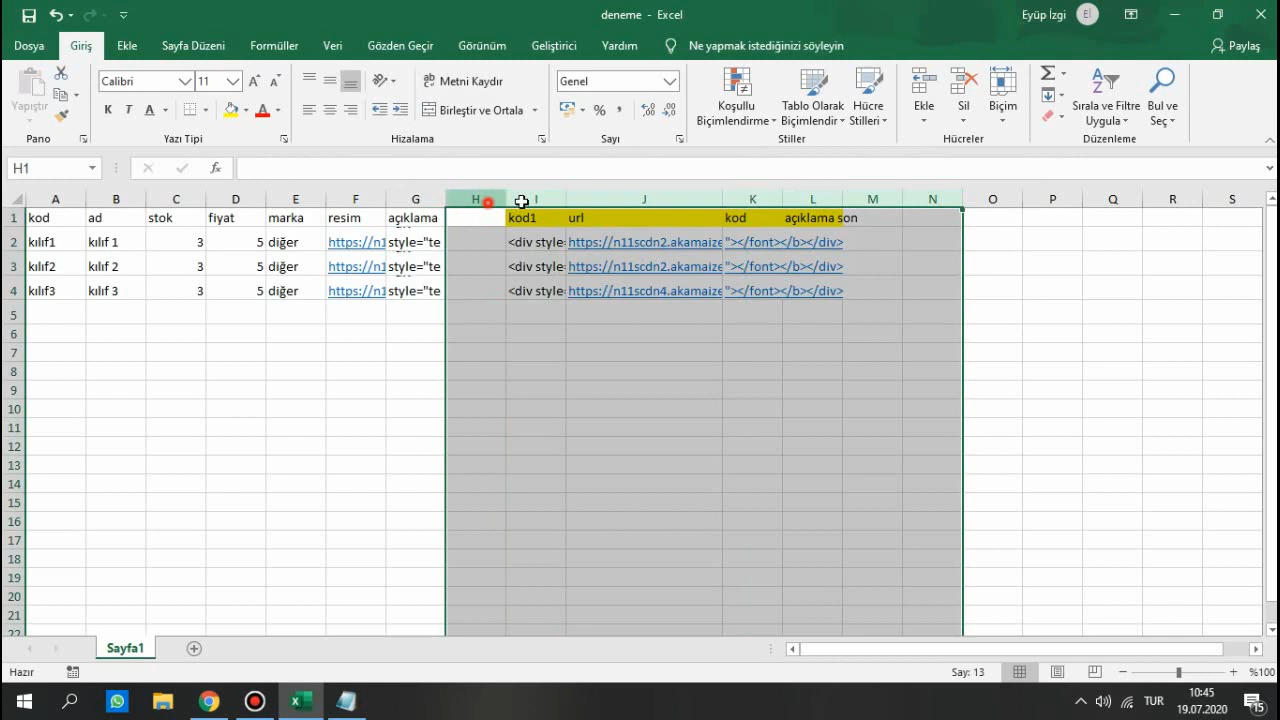 deneme - Excel
Eyüp İzgi
Eİ
Dosya Giriş Ekle Sayfa Düzeni Formüller Veri Gözden Geçir Görünüm Geliştirici Yardım Ne yapmak istediğinizi söyleyin Paylaş
Yapıştır
Calibri 11
K T A
Metni Kaydır
Birleştir ve Ortala
Genel
%
Koşullu Biçimlendirme
Tablo Olarak Biçimlendir
Hücre Stilleri
Ekle
Sil
Biçim
Sırala ve Filtre Uygula
Bul ve Seç
Pano Yazı Tipi Hizalama Sayı Stiller Hücreler Düzenleme
H1 fx
A B C D E F G H I J K L M N O P Q R S
1 kod ad stok fiyat marka resim açıklama kod1 url kod açıklama son
2 kılıf1 kılıf 1 3 5 diğer https://n1 style="te <div style= https://n11scdn2.akamaize "></font></b></div>
3 kılıf2 kılıf 2 3 5 diğer https://n1 style="te <div style= https://n11scdn2.akamaize "></font></b></div>
4 kılıf3 kılıf 3 3 5 diğer https://n1 style="te <div style= https://n11scdn4.akamaize "></font></b></div>
5
6
7
8
9
10
11
12
13
14
15
16
17
18
19
20
21
22
Sayfa1
Hazır Say: 13 %100
TUR
10:45
19.07.2020
15